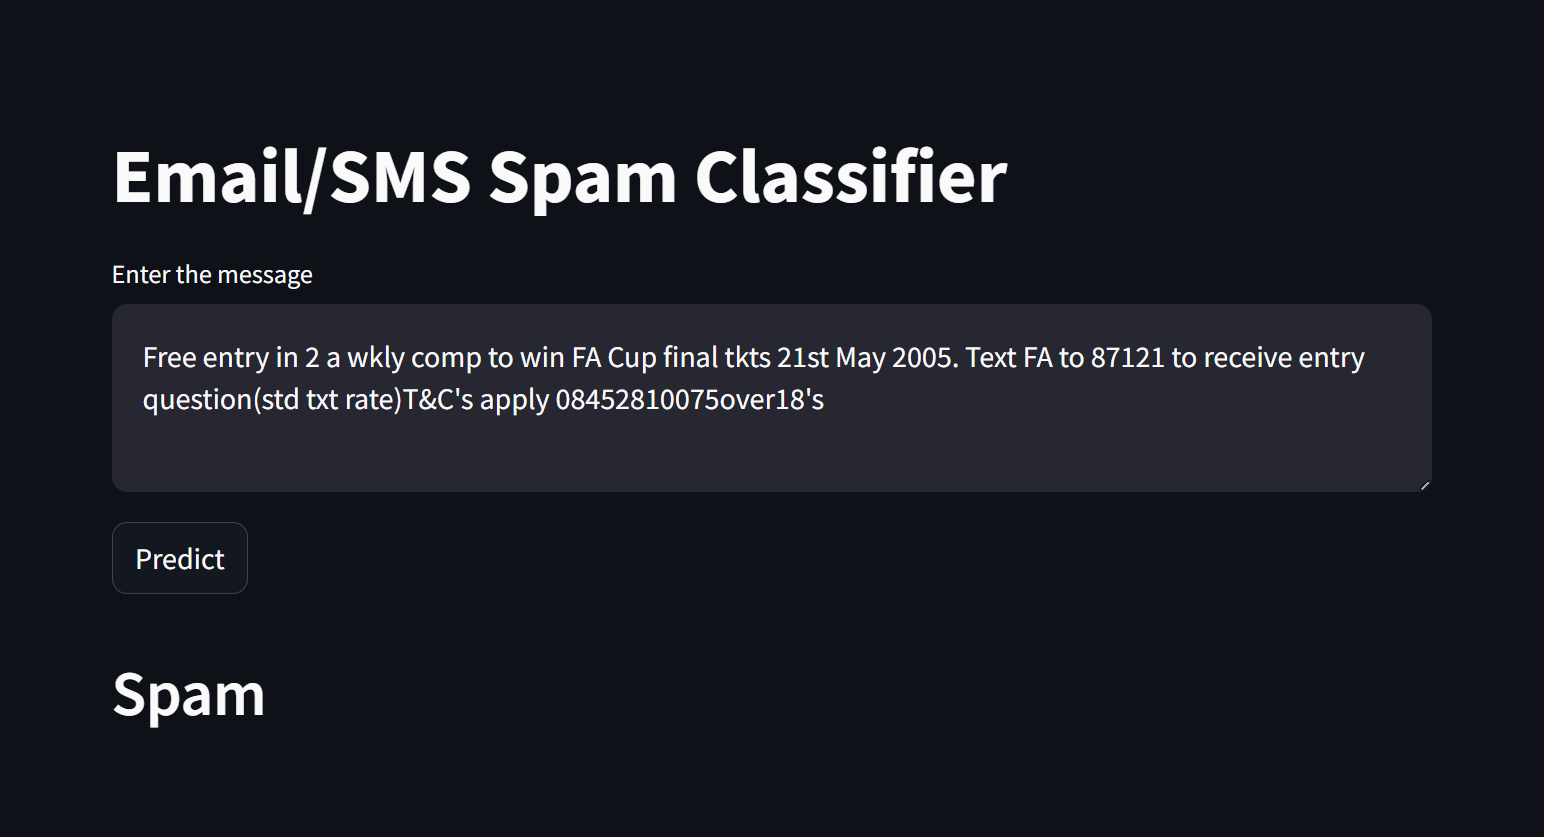 Email/SMS Spam Classifier
Enter the message
Free entry in 2 a wkly comp to win FA Cup final tkts 21st May 2005. Text FA to 87121 to receive entry
question(std txt rate)T&C's apply 08452810075over18's
Predict
Spam